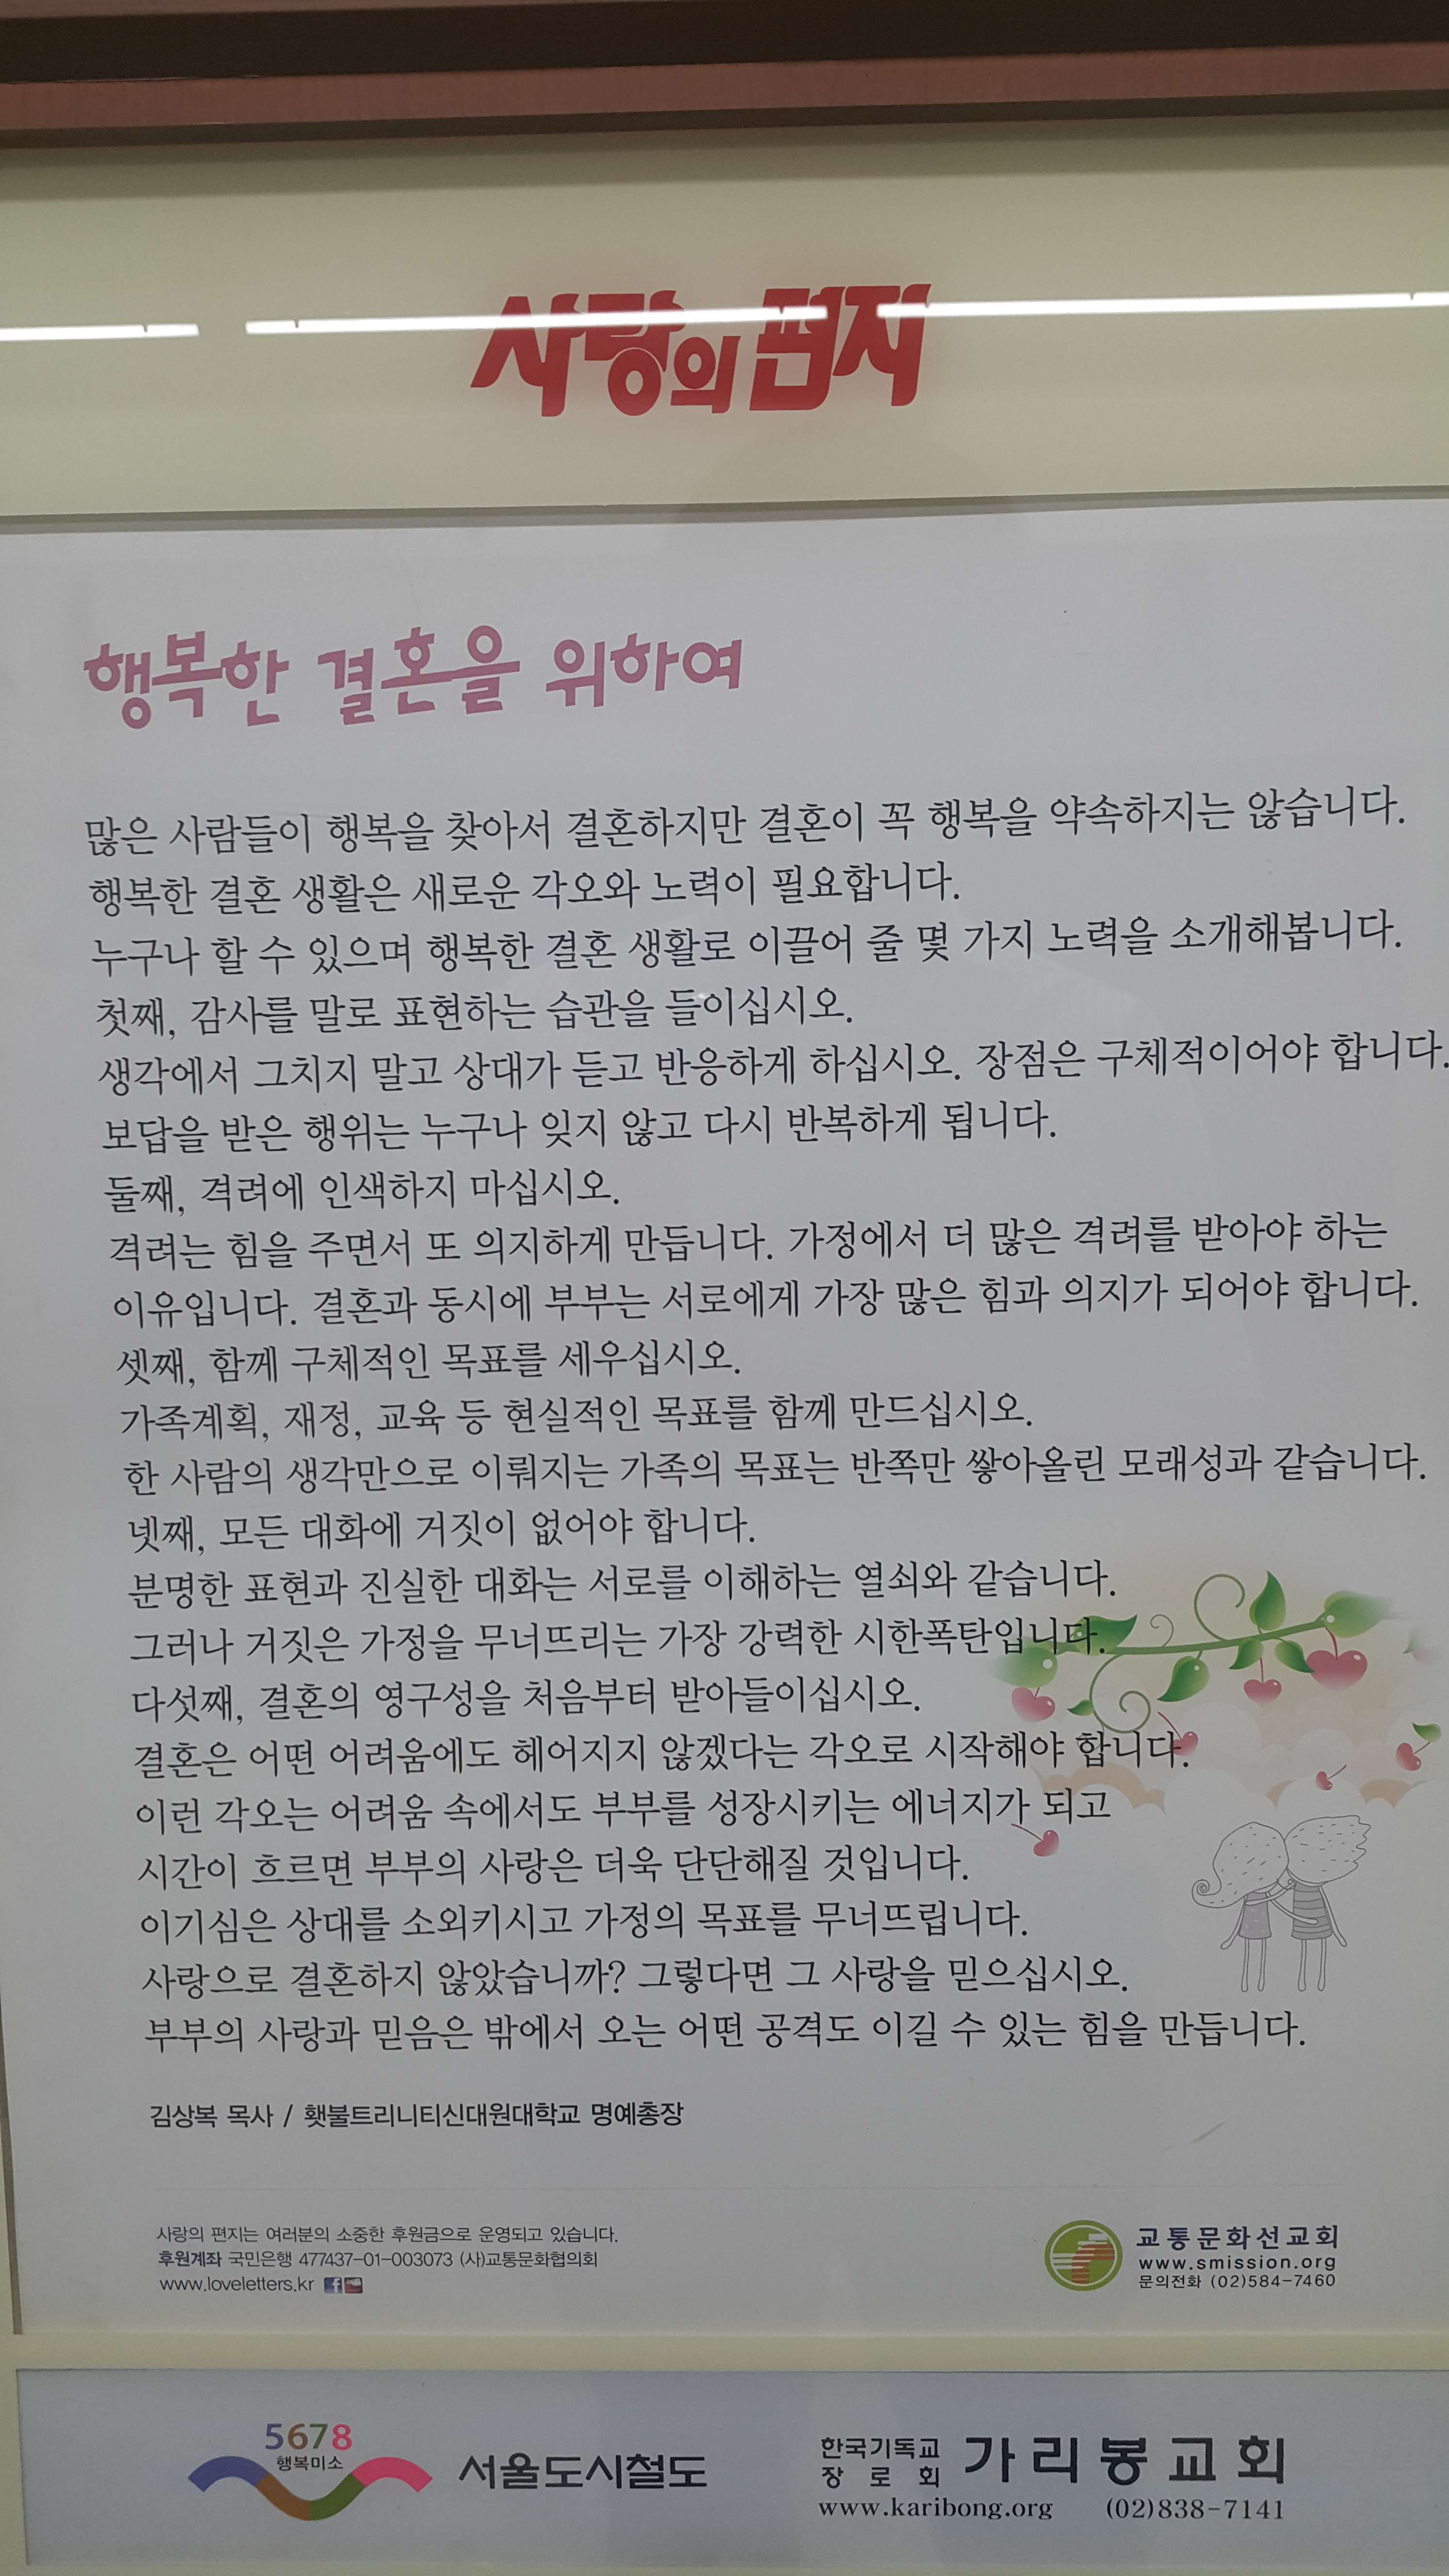 사랑의 편지
행복한 결혼을 위하여
많은 사람들이 행복을 찾아서 결혼하지만 결혼이 꼭 행복을 약속하지는 않습니다.
행복한 결혼 생활은 새로운 각오와 노력이 필요합니다.
누구나 할 수 있으며 행복한 결혼 생활로 이끌어 줄 몇 가지 노력을 소개해봅니다.
첫째, 감사를 말로 표현하는 습관을 들이십시오.
생각에서 그치지 말고 상대가 듣고 반응하게 하십시오. 장점은 구체적이어야 합니다.
보답을 받은 행위는 누구나 잊지 않고 다시 반복하게 됩니다.
둘째, 격려에 인색하지 마십시오.
격려는 힘을 주면서 또 의지하게 만듭니다. 가정에서 더 많은 격려를 받아야 하는
이유입니다. 결혼과 동시에 부부는 서로에게 가장 많은 힘과 의지가 되어야 합니다.
셋째, 함께 구체적인 목표를 세우십시오.
가족계획, 재정, 교육 등 현실적인 목표를 함께 만드십시오.
한 사람의 생각만으로 이뤄지는 가족의 목표는 반쪽만 쌓아올린 모래성과 같습니다.
넷째, 모든 대화에 거짓이 없어야 합니다.
분명한 표현과 진실한 대화는 서로를 이해하는 열쇠와 같습니다.
그러나 거짓은 가정을 무너뜨리는 가장 강력한 시한폭탄입니다.
다섯째, 결혼의 영구성을 처음부터 받아들이십시오.
결혼은 어떤 어려움에도 헤어지지 않겠다는 각오로 시작해야 합니다.
이런 각오는 어려움 속에서도 부부를 성장시키는 에너지가 되고
시간이 흐르면 부부의 사랑은 더욱 단단해질 것입니다.
이기심은 상대를 소외키시고 가정의 목표를 무너뜨립니다.
사랑으로 결혼하지 않았습니까? 그렇다면 그 사랑을 믿으십시오.
부부의 사랑과 믿음은 밖에서 오는 어떤 공격도 이길 수 있는 힘을 만듭니다.
김상복 목사 / 횃불트리니티신대원대학교 명예총장
사랑의 편지는 여러분의 소중한 후원금으로 운영되고 있습니다.
후원계좌 국민은행 477437-01-003073 (사)교통문화협의회
www.loveletters.kr
교통문화선교회
www.smission.org
문의전화 (02)584-7460
5678
행복미소
서울도시철도
한국기독교
장로회
가리봉교회
www.karibong.org (02)838-7141